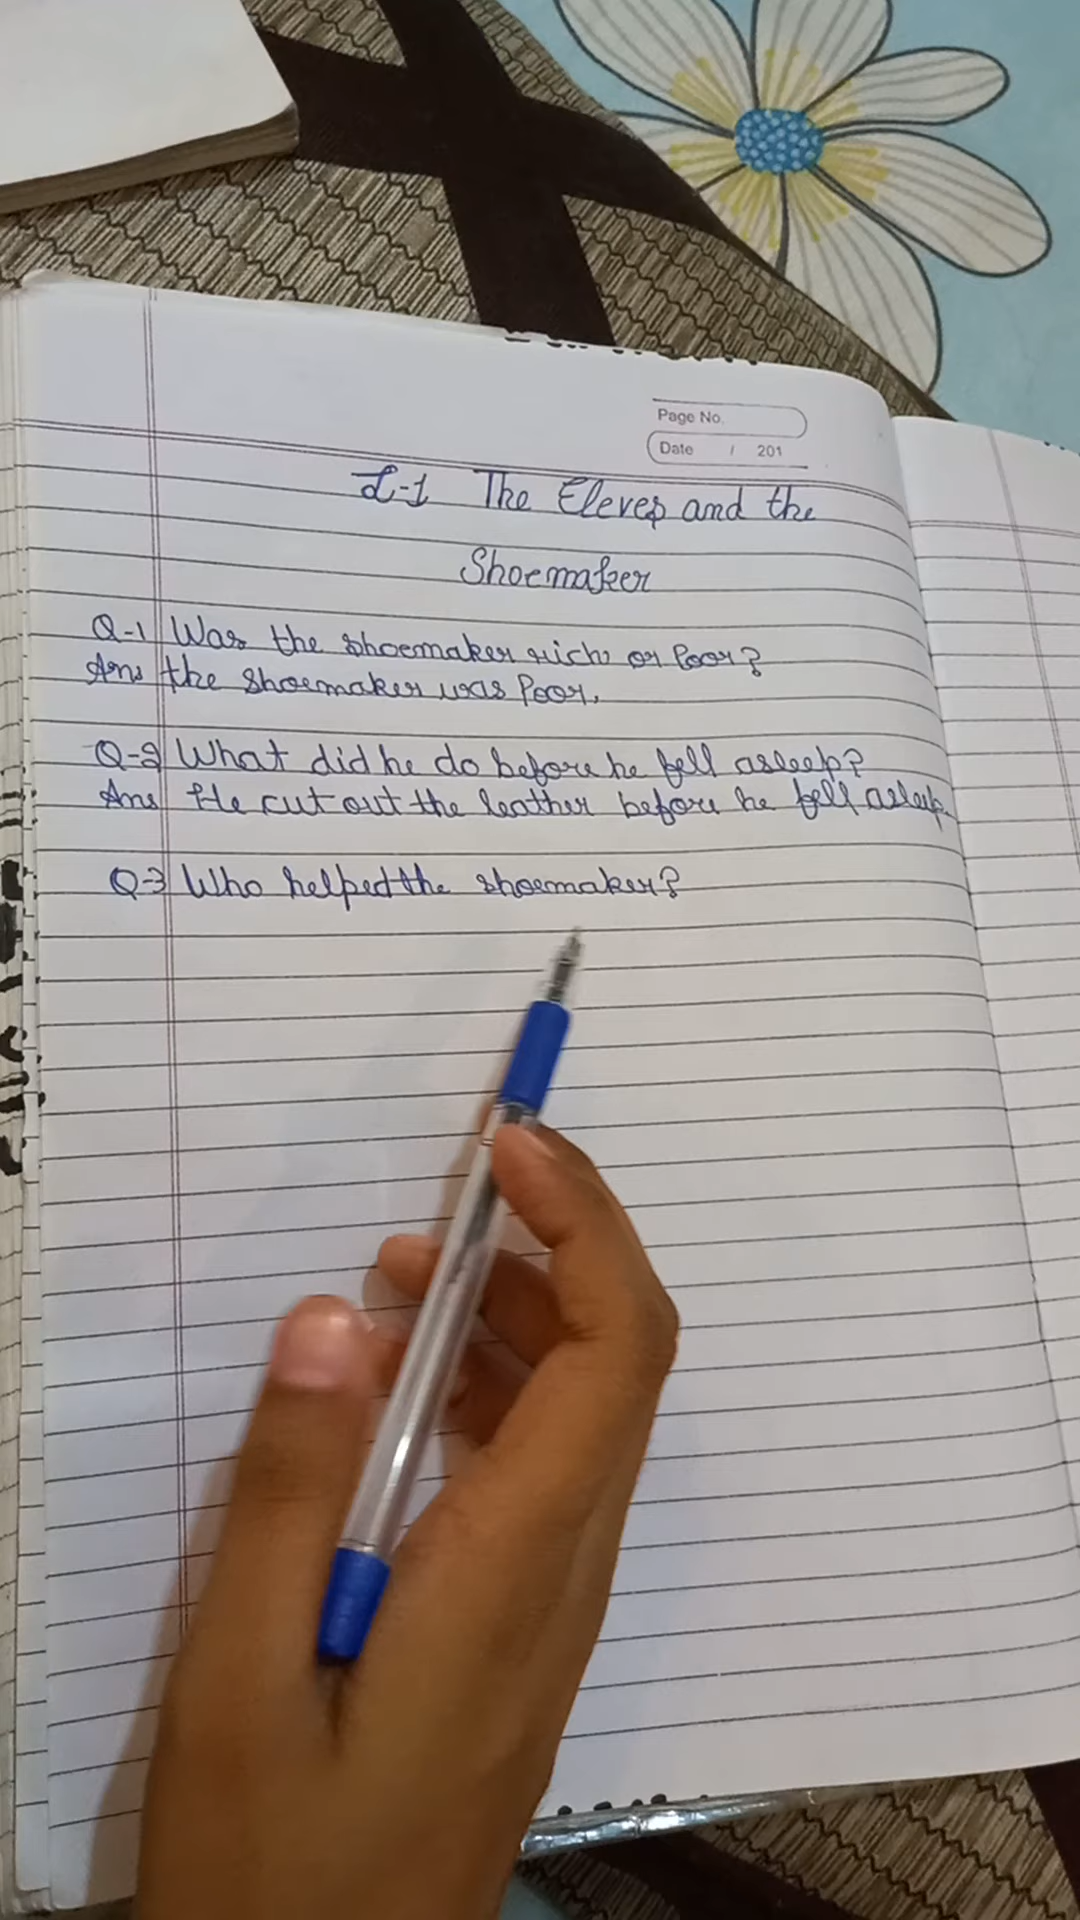 Page No.
Date / 201
L-1 The Eleves and the
Shoemaker
Q-1 Was the shoemaker rich or Poor?
Ans the shoemaker was Poor.
Q-2 What did he do before he fell asleep?
Ans He cut out the leather before he fell asleep.
Q-3 Who helped the shoemaker?